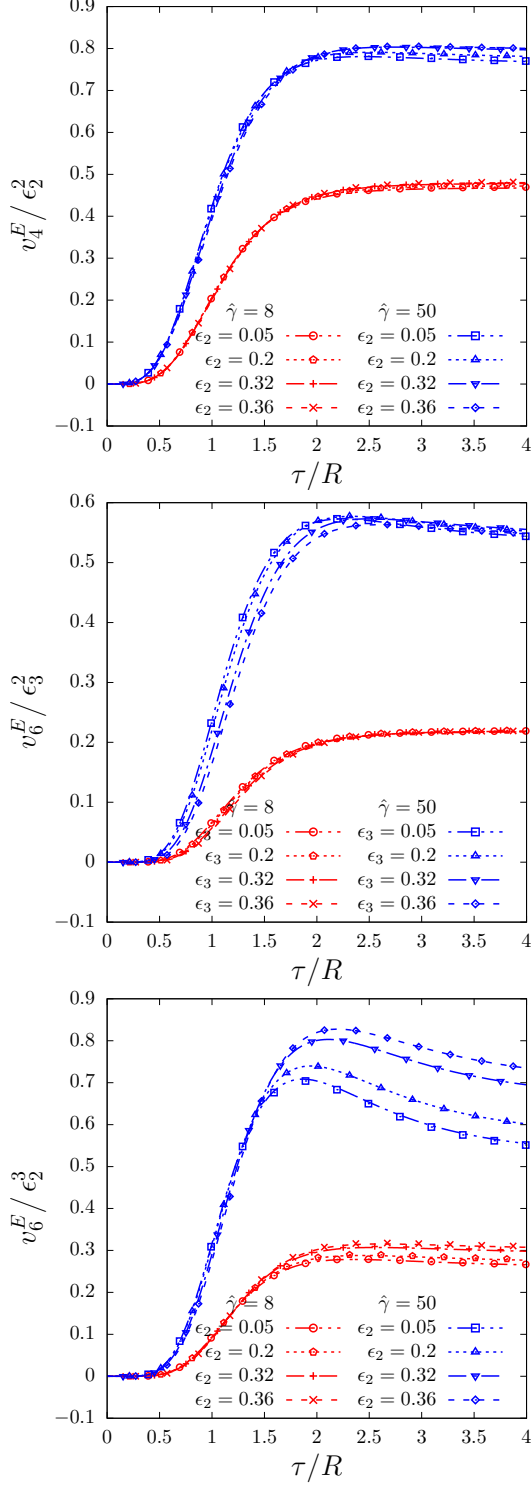 0.9
0.8
0.7
0.6
0.5
0.4
0.3
0.2
0.1
0
−0.1
v_4^E / ϵ_2^2
γ̂ = 8 γ̂ = 50
ϵ_2 = 0.05 ϵ_2 = 0.05
ϵ_2 = 0.2 ϵ_2 = 0.2
ϵ_2 = 0.32 ϵ_2 = 0.32
ϵ_2 = 0.36 ϵ_2 = 0.36
0 0.5 1 1.5 2 2.5 3 3.5 4
τ/R
0.6
0.5
0.4
0.3
0.2
0.1
0
−0.1
v_6^E / ϵ_3^2
γ̂ = 8 γ̂ = 50
ϵ_3 = 0.05 ϵ_3 = 0.05
ϵ_3 = 0.2 ϵ_3 = 0.2
ϵ_3 = 0.32 ϵ_3 = 0.32
ϵ_3 = 0.36 ϵ_3 = 0.36
0 0.5 1 1.5 2 2.5 3 3.5 4
τ/R
0.9
0.8
0.7
0.6
0.5
0.4
0.3
0.2
0.1
0
−0.1
v_6^E / ϵ_2^3
γ̂ = 8 γ̂ = 50
ϵ_2 = 0.05 ϵ_2 = 0.05
ϵ_2 = 0.2 ϵ_2 = 0.2
ϵ_2 = 0.32 ϵ_2 = 0.32
ϵ_2 = 0.36 ϵ_2 = 0.36
0 0.5 1 1.5 2 2.5 3 3.5 4
τ/R